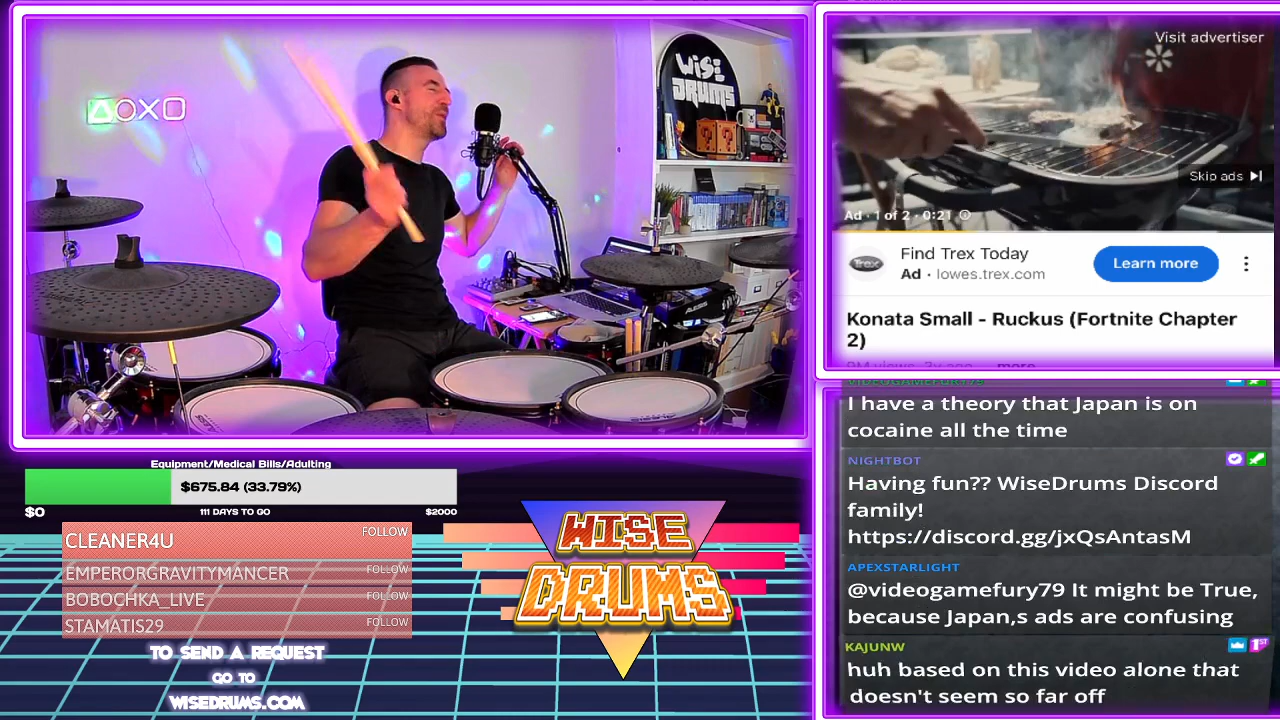 WiSE
DRUMS
Visit advertiser
Skip ads
Ad · 1 of 2 · 0:21
Trex
Find Trex Today
Ad · lowes.trex.com
Learn more
Konata Small - Ruckus (Fortnite Chapter
2)
VIDEOGAMEFURY79
I have a theory that Japan is on
cocaine all the time
NIGHTBOT
Having fun?? WiseDrums Discord
family!
https://discord.gg/jxQsAntasM
APEXSTARLIGHT
@videogamefury79 It might be True,
because Japan,s ads are confusing
KAJUNW
1ST
huh based on this video alone that
doesn't seem so far off
Equipment/Medical Bills/Adulting
$675.84 (33.79%)
$0
111 DAYS TO GO
$2000
CLEANER4U FOLLOW
EMPERORGRAVITYMANCER FOLLOW
BOBOCHKA_LIVE FOLLOW
STAMATIS29 FOLLOW
TO SEND A REQUEST
GO TO
WISEDRUMS.COM
WISE
DRUMS